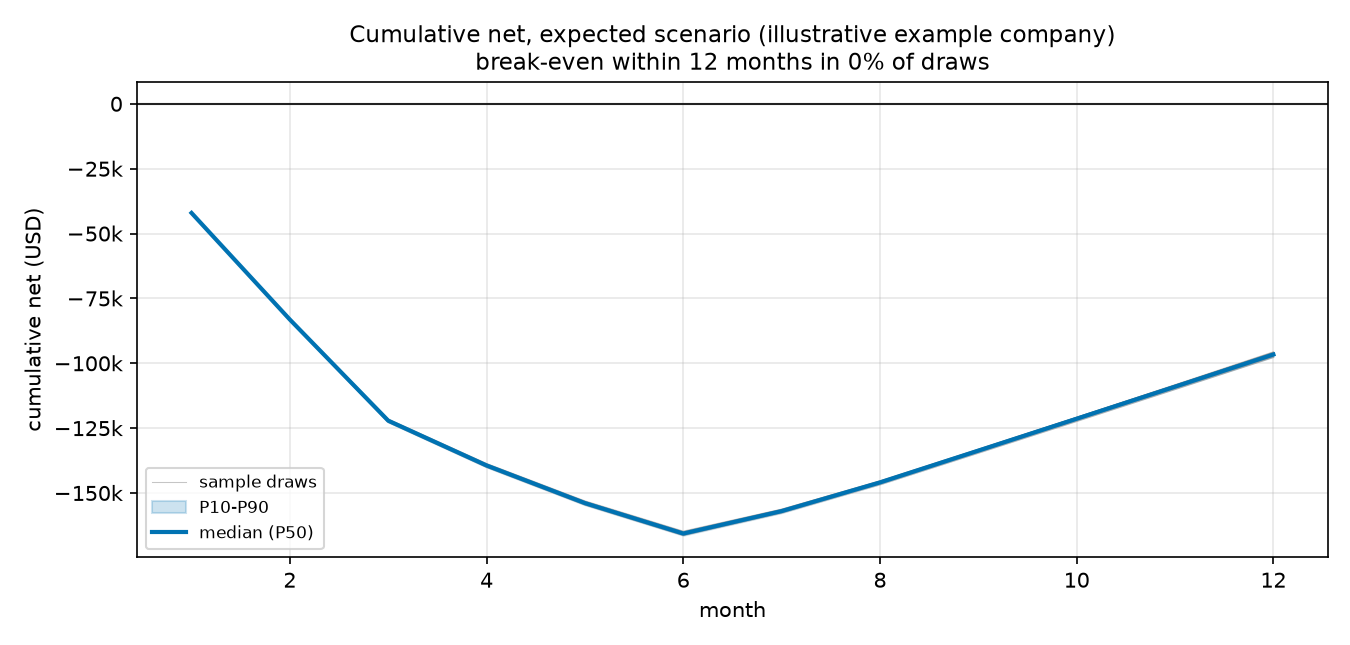 Cumulative net, expected scenario (illustrative example company)
break-even within 12 months in 0% of draws
cumulative net (USD)
0
−25k
−50k
−75k
−100k
−125k
−150k
sample draws
P10-P90
median (P50)
2
4
6
8
10
12
month